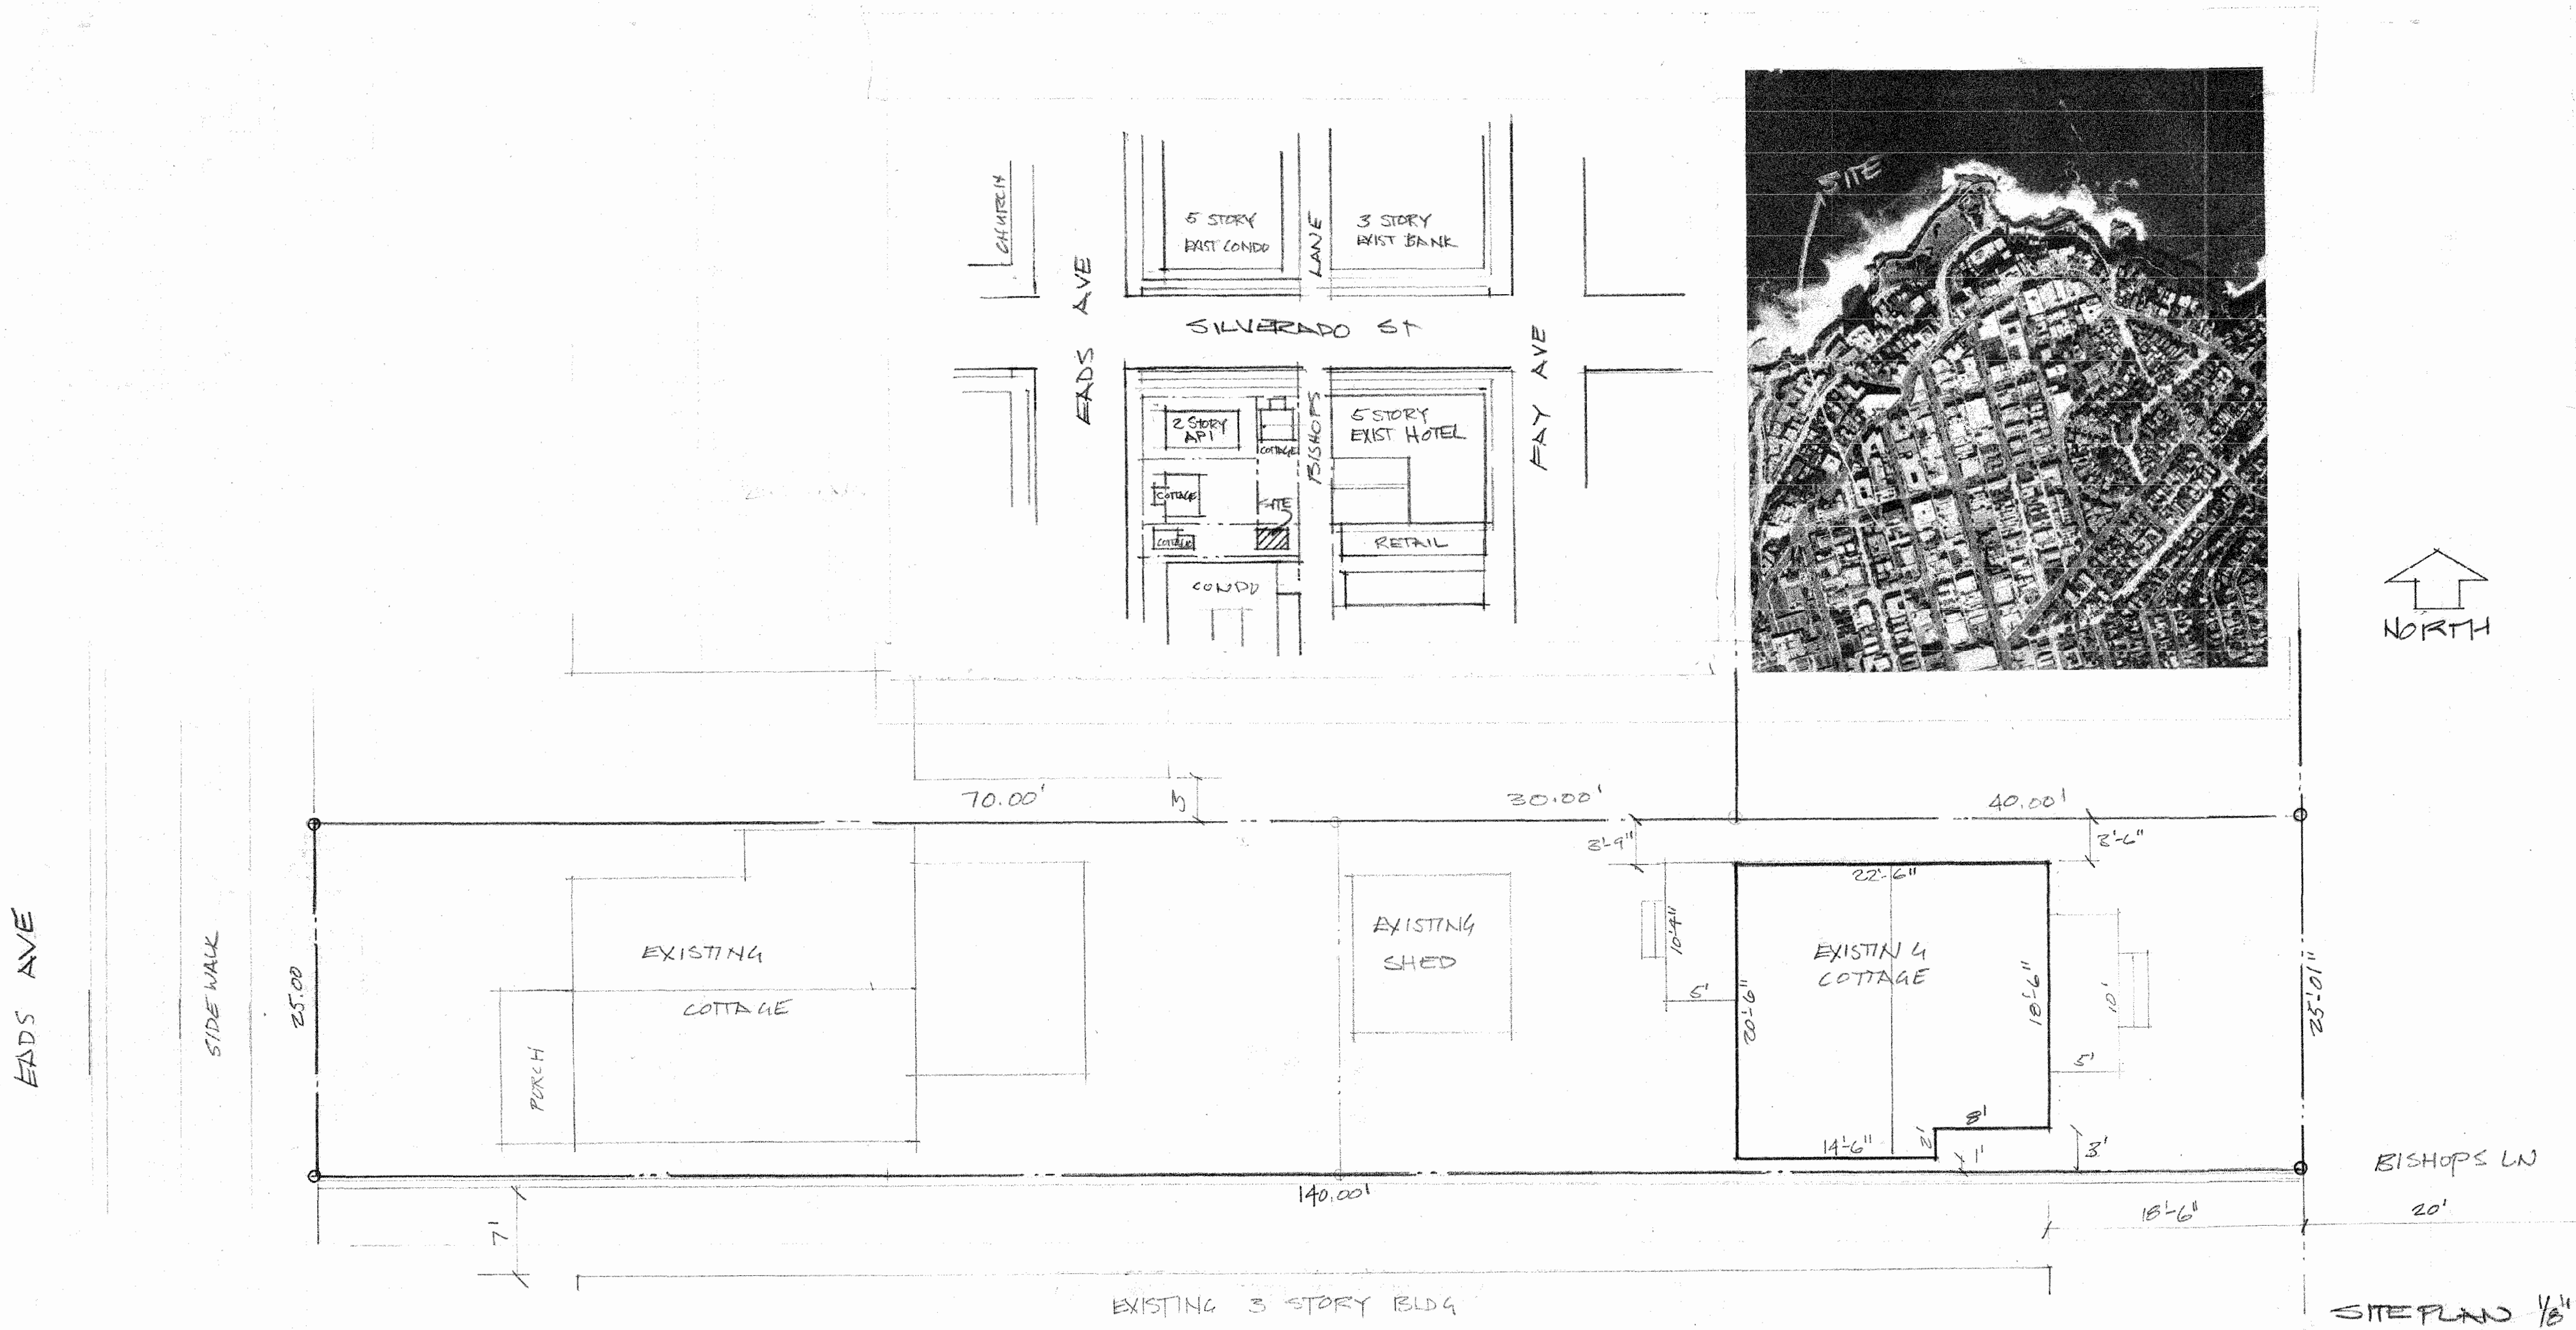 CHURCH
EADS AVE
5 STORY
EXIST CONDO
LANE
3 STORY
EXIST BANK
SILVERADO ST
FAY AVE
2 STORY
APT
COTTAGE
BISHOPS
5 STORY
EXIST HOTEL
COTTAGE
SITE
COTTAGE
RETAIL
CONDO
SITE
NORTH
70.00'
3'
30.00'
40.00'
3'-9"
3'-6"
22'-6"
EADS AVE
SIDEWALK
25.00
EXISTING
COTTAGE
PORCH
EXISTING
SHED
10'-4"
5'
20'-6"
EXISTING
COTTAGE
18'-6"
10'
5'
25'-01"
8'
14'-6"
2'
1'
3'
BISHOPS LN
140.00'
7'
18'-6"
20'
EXISTING 3 STORY BLDG
SITE PLAN 1/8"